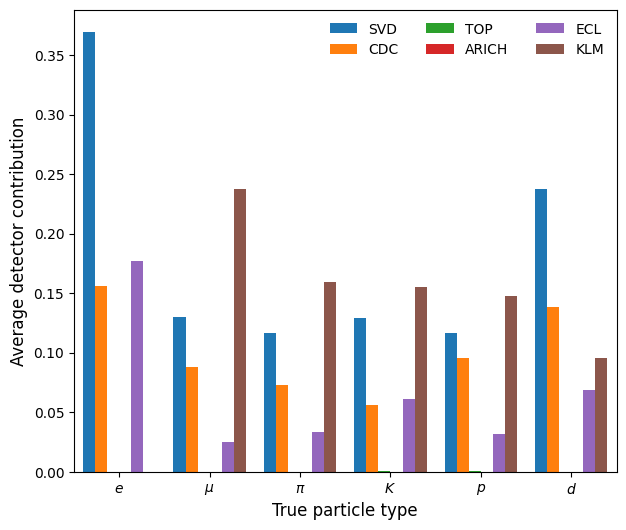 SVD TOP ECL
CDC ARICH KLM
Average detector contribution
0.35
0.30
0.25
0.20
0.15
0.10
0.05
0.00
e μ π K p d
True particle type